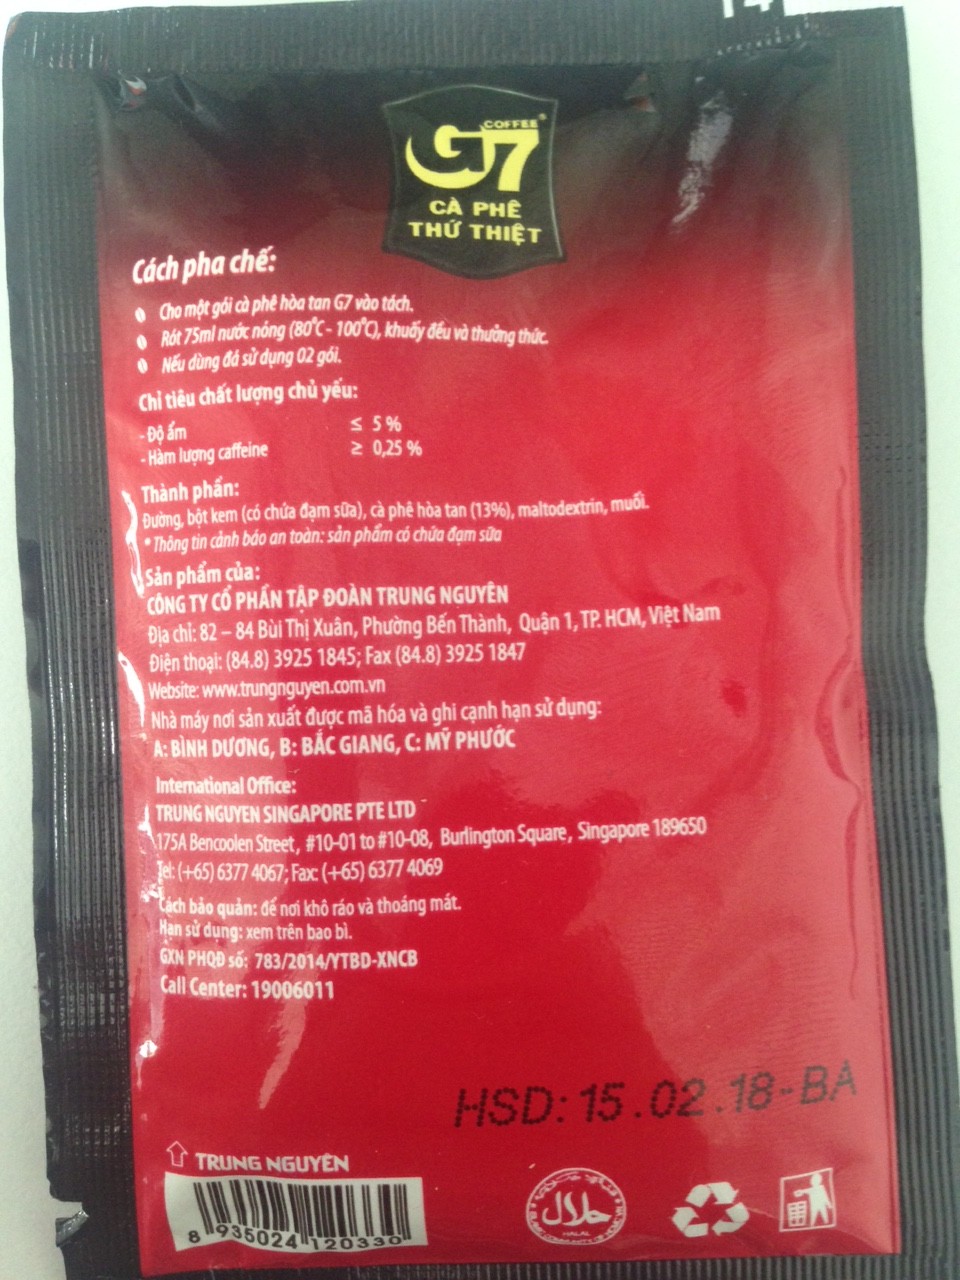 COFFEE
G7
CÀ PHÊ
THỨ THIỆT
Cách pha chế:
Cho một gói cà phê hòa tan G7 vào tách.
Rót 75ml nước nóng (80°C - 100°C), khuấy đều và thưởng thức.
Nếu dùng đá sử dụng 02 gói.
Chỉ tiêu chất lượng chủ yếu:
- Độ ẩm ≤ 5 %
- Hàm lượng caffeine ≥ 0,25 %
Thành phần:
Đường, bột kem (có chứa đạm sữa), cà phê hòa tan (13%), maltodextrin, muối.
* Thông tin cảnh báo an toàn: sản phẩm có chứa đạm sữa
Sản phẩm của:
CÔNG TY CỔ PHẦN TẬP ĐOÀN TRUNG NGUYÊN
Địa chỉ: 82 – 84 Bùi Thị Xuân, Phường Bến Thành, Quận 1, TP. HCM, Việt Nam
Điện thoại: (84.8) 3925 1845; Fax (84.8) 3925 1847
Website: www.trungnguyen.com.vn
Nhà máy nơi sản xuất được mã hóa và ghi cạnh hạn sử dụng:
A: BÌNH DƯƠNG, B: BẮC GIANG, C: MỸ PHƯỚC
International Office:
TRUNG NGUYEN SINGAPORE PTE LTD
175A Bencoolen Street, #10-01 to #10-08, Burlington Square, Singapore 189650
Tel: (+65) 6377 4067; Fax: (+65) 6377 4069
Cách bảo quản: để nơi khô ráo và thoáng mát.
Hạn sử dụng: xem trên bao bì.
GXN PHQĐ số: 783/2014/YTBD-XNCB
Call Center: 19006011
HSD: 15.02.18-BA
TRUNG NGUYÊN
8 935024 120330
حلال
HALAL